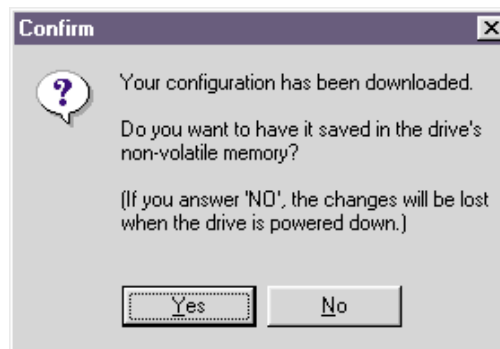 Confirm
Your configuration has been downloaded.
Do you want to have it saved in the drive's
non-volatile memory?
(If you answer 'NO', the changes will be lost
when the drive is powered down.)
Yes
No